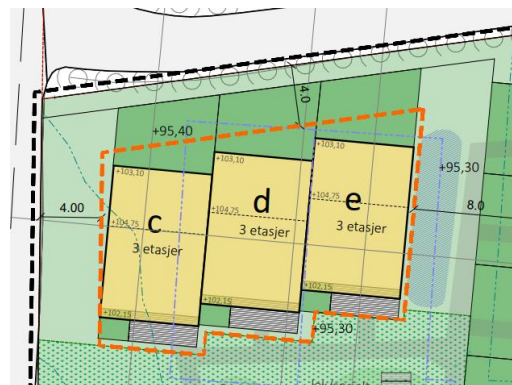 4.0
+95,40
+103,10
+103,10
+103,10
+95,30
+104,75
+104,75
+104,75
4.00
c
d
e
8.0
3 etasjer
3 etasjer
3 etasjer
+102,15
+102,15
+102,15
+95,30